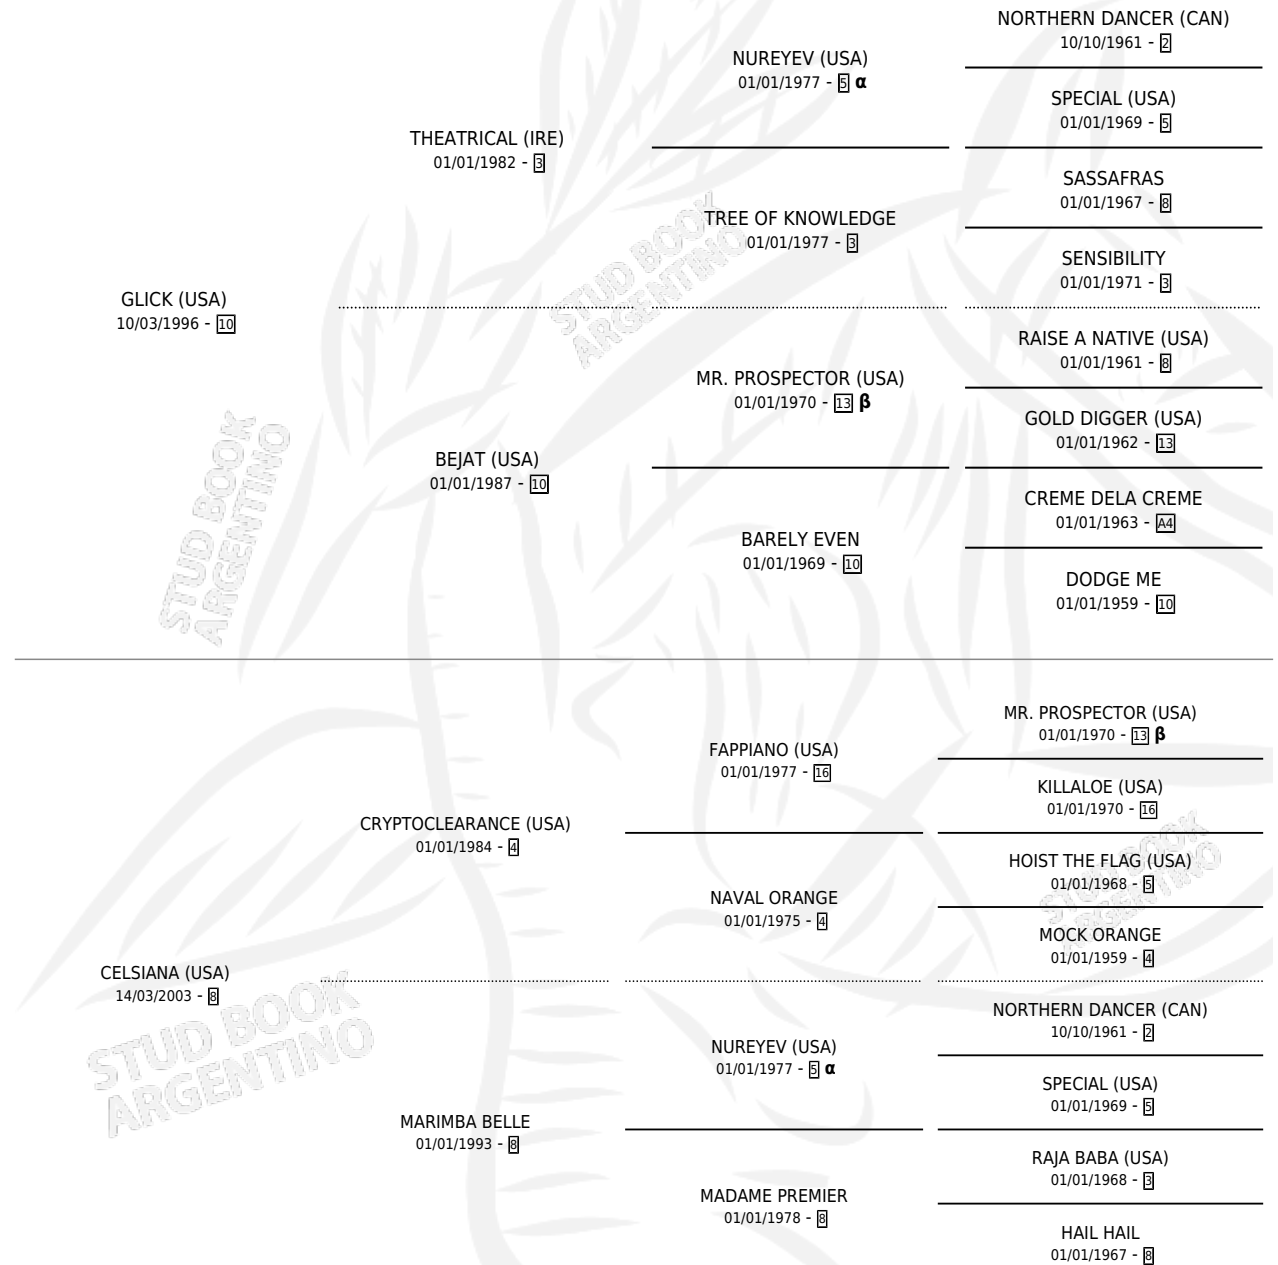 NORTHERN DANCER (CAN)
10/10/1961 - 2
NUREYEV (USA)
01/01/1977 - 5 α
SPECIAL (USA)
01/01/1969 - 5
THEATRICAL (IRE)
01/01/1982 - 3
SASSAFRAS
01/01/1967 - 8
TREE OF KNOWLEDGE
01/01/1977 - 3
SENSIBILITY
01/01/1971 - 3
GLICK (USA)
10/03/1996 - 10
RAISE A NATIVE (USA)
01/01/1961 - 8
MR. PROSPECTOR (USA)
01/01/1970 - 13 β
GOLD DIGGER (USA)
01/01/1962 - 13
BEJAT (USA)
01/01/1987 - 10
CREME DELA CREME
01/01/1963 - A4
BARELY EVEN
01/01/1969 - 10
DODGE ME
01/01/1959 - 10
MR. PROSPECTOR (USA)
01/01/1970 - 13 β
FAPPIANO (USA)
01/01/1977 - 16
KILLALOE (USA)
01/01/1970 - 16
CRYPTOCLEARANCE (USA)
01/01/1984 - 4
HOIST THE FLAG (USA)
01/01/1968 - 5
NAVAL ORANGE
01/01/1975 - 4
MOCK ORANGE
01/01/1959 - 4
CELSIANA (USA)
14/03/2003 - 8
NORTHERN DANCER (CAN)
10/10/1961 - 2
NUREYEV (USA)
01/01/1977 - 5 α
SPECIAL (USA)
01/01/1969 - 5
MARIMBA BELLE
01/01/1993 - 8
RAJA BABA (USA)
01/01/1968 - 3
MADAME PREMIER
01/01/1978 - 8
HAIL HAIL
01/01/1967 - 8
STUD BOOK
ARGENTINO
STUD BOOK
ARGENTINO
STUD BOOK
ARGENTINO
STUD BOOK
ARGENTINO